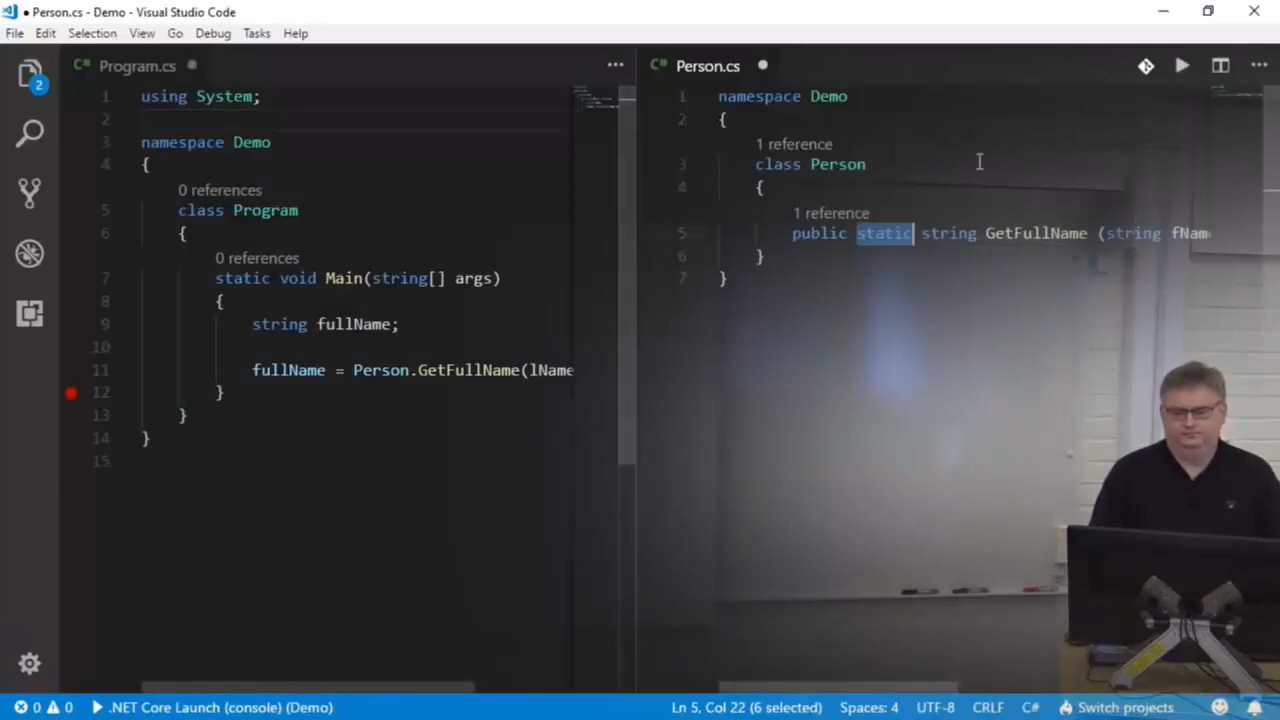 ● Person.cs - Demo - Visual Studio Code
File Edit Selection View Go Debug Tasks Help
2
C# Program.cs
1 using System;
2
3 namespace Demo
4 {
0 references
5 class Program
6 {
0 references
7 static void Main(string[] args)
8 {
9 string fullName;
10
11 fullName = Person.GetFullName(lName
12 }
13 }
14 }
15
C# Person.cs
1 namespace Demo
2 {
1 reference
3 class Person
4 {
1 reference
5 public static string GetFullName (string fNam
6 }
7 }
0 0 .NET Core Launch (console) (Demo) Ln 5, Col 22 (6 selected) Spaces: 4 UTF-8 CRLF C# Switch projects